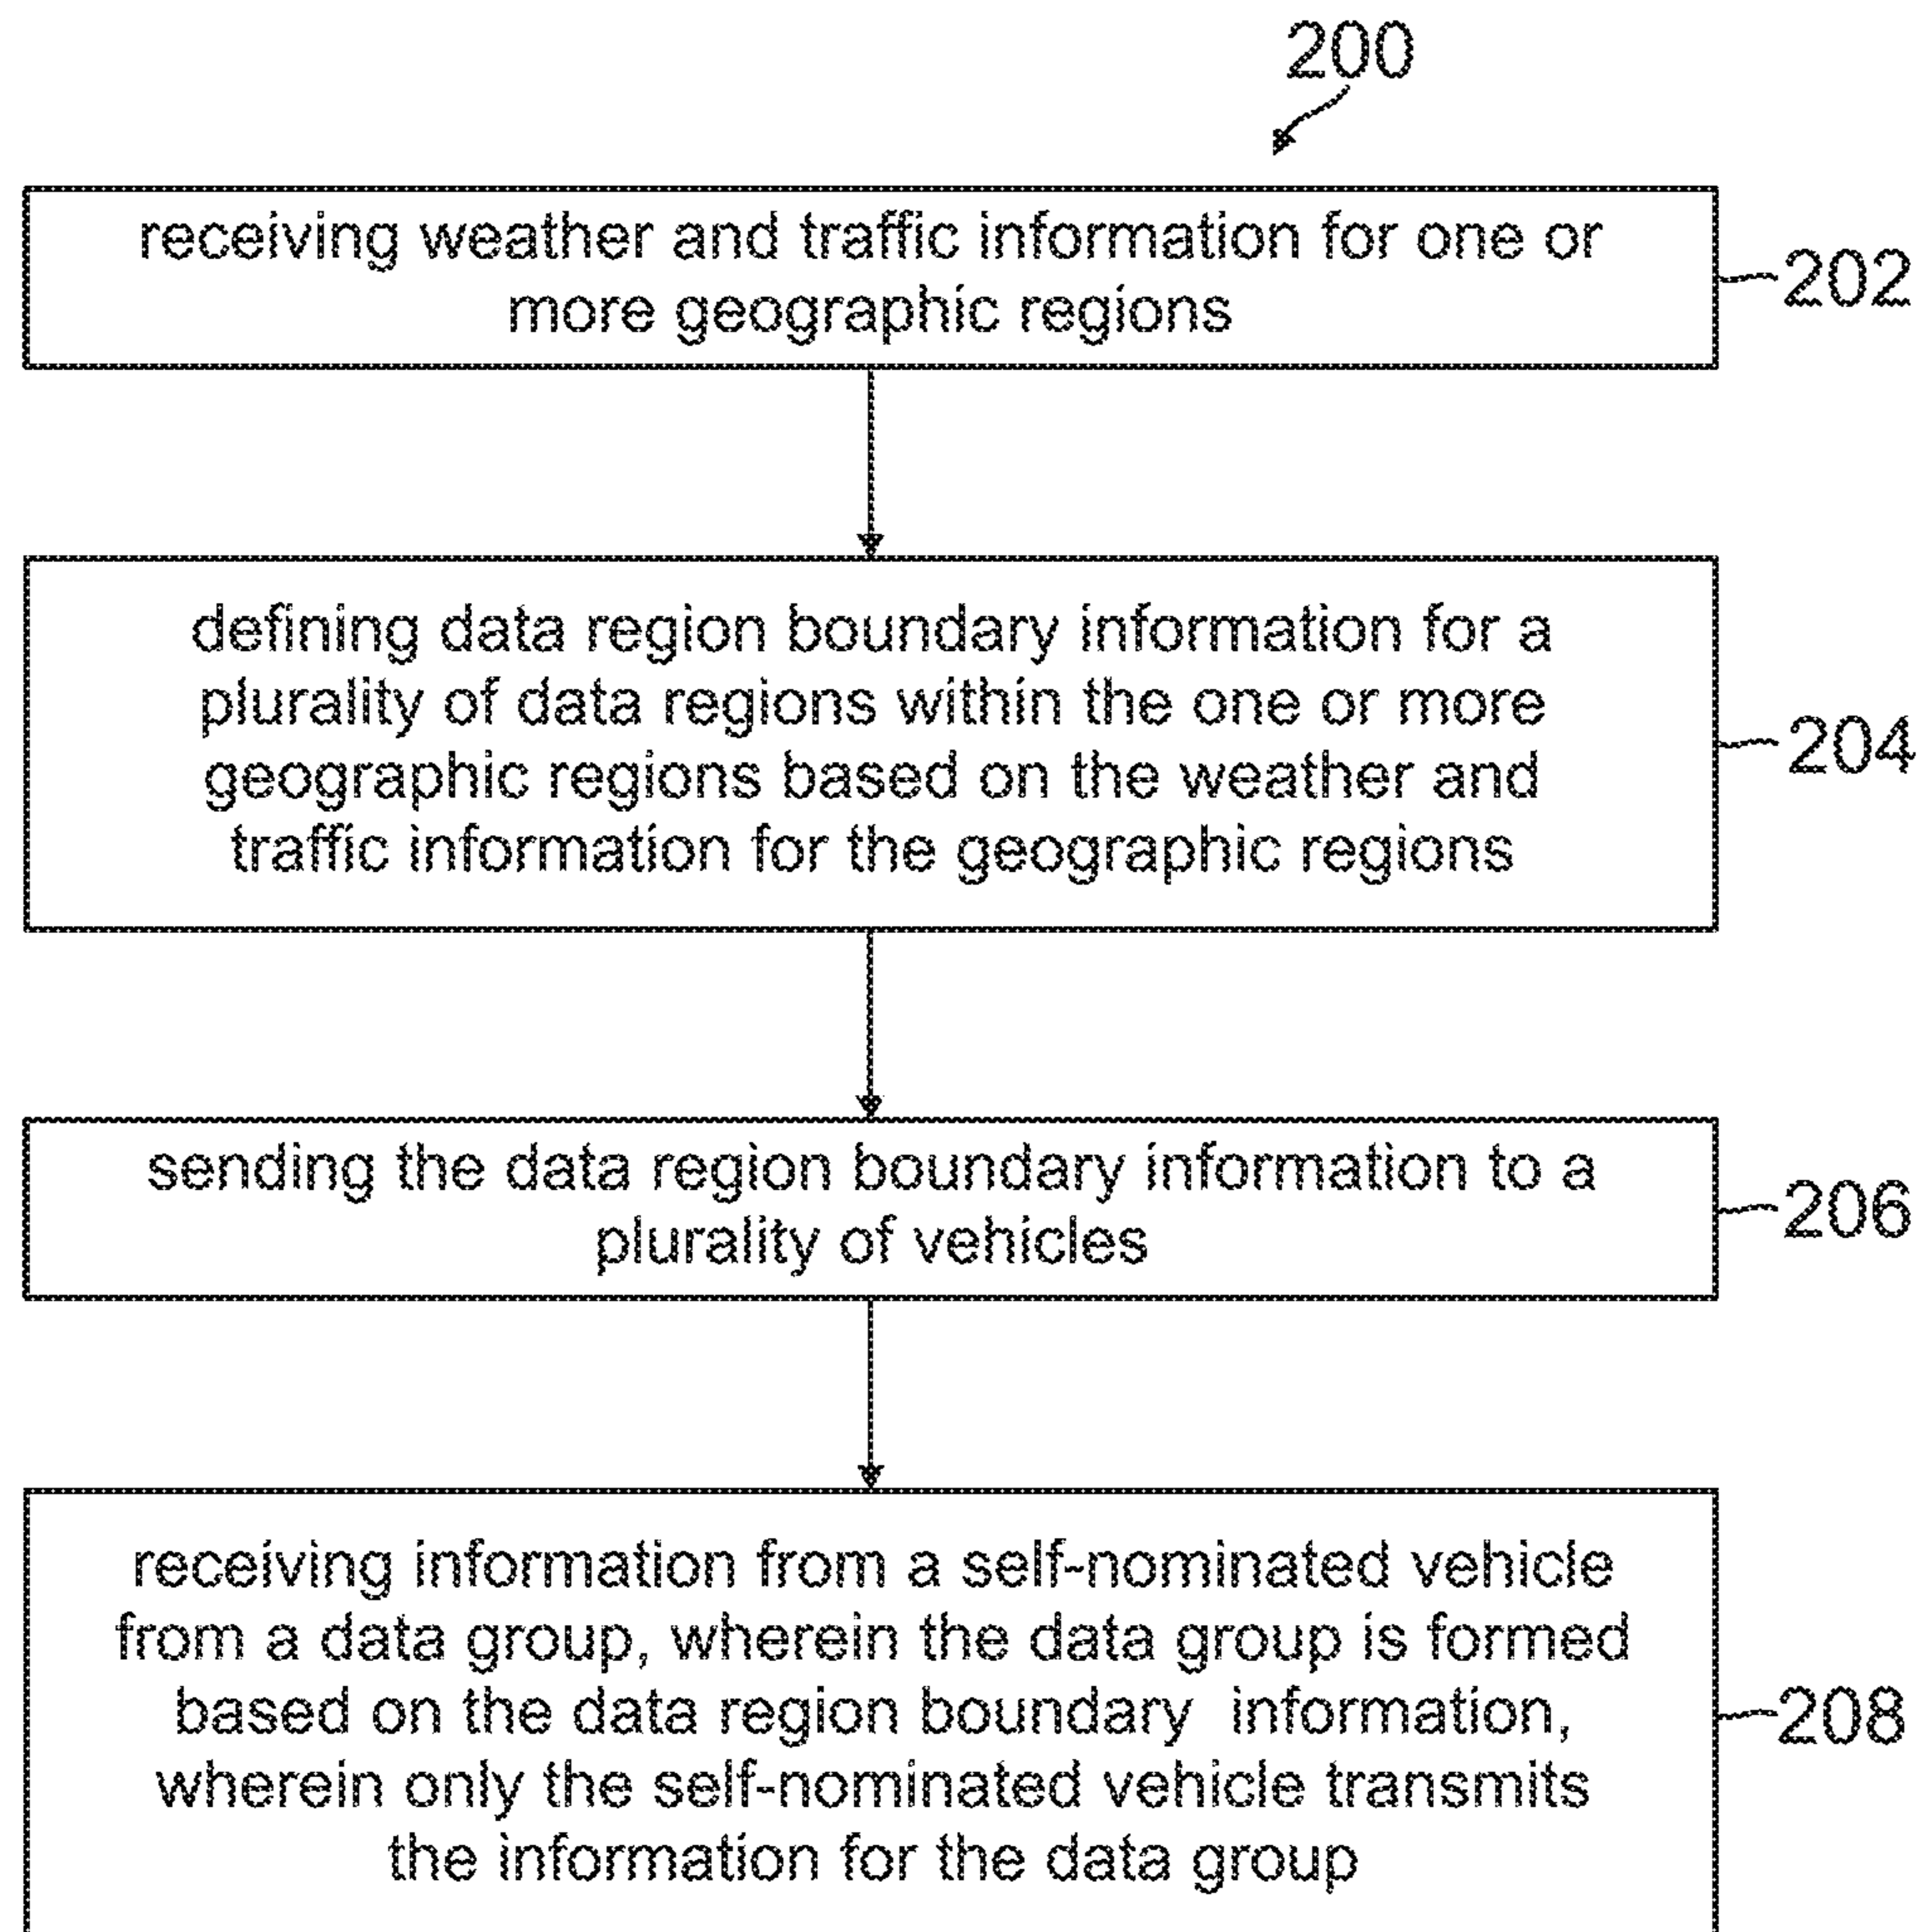 200
receiving weather and traffic information for one or
more geographic regions
202
defining data region boundary information for a
plurality of data regions within the one or more
geographic regions based on the weather and
traffic information for the geographic regions
204
sending the data region boundary information to a
plurality of vehicles
206
receiving information from a self-nominated vehicle
from a data group, wherein the data group is formed
based on the data region boundary information,
wherein only the self-nominated vehicle transmits
the information for the data group
208